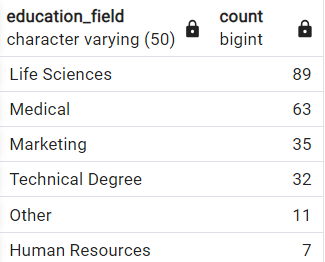 education_field count
character varying (50) bigint
Life Sciences 89
Medical 63
Marketing 35
Technical Degree 32
Other 11
Human Resources 7